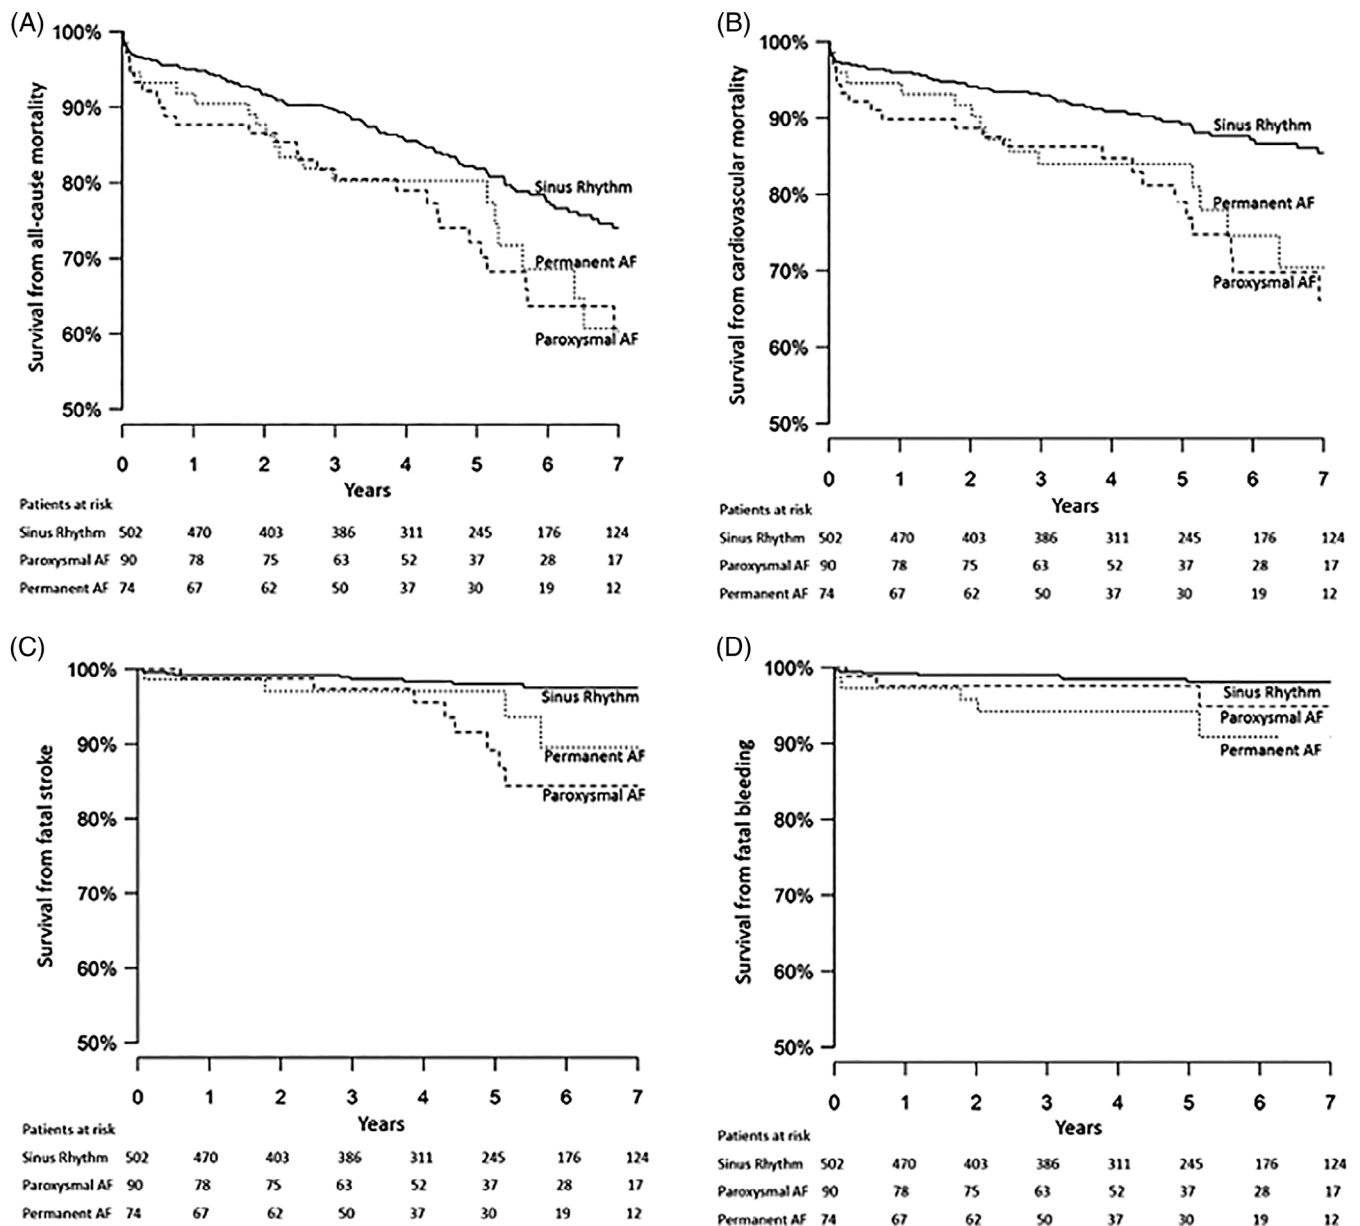 (A)
Survival from all-cause mortality
100%
90%
80%
70%
60%
50%
Sinus Rhythm
Permanent AF
Paroxysmal AF
0 1 2 3 4 5 6 7
Years
Patients at risk
Sinus Rhythm 502 470 403 386 311 245 176 124
Paroxysmal AF 90 78 75 63 52 37 28 17
Permanent AF 74 67 62 50 37 30 19 12
(B)
Survival from cardiovascular mortality
100%
90%
80%
70%
60%
50%
Sinus Rhythm
Permanent AF
Paroxysmal AF
0 1 2 3 4 5 6 7
Years
Patients at risk
Sinus Rhythm 502 470 403 386 311 245 176 124
Paroxysmal AF 90 78 75 63 52 37 28 17
Permanent AF 74 67 62 50 37 30 19 12
(C)
Survival from fatal stroke
100%
90%
80%
70%
60%
50%
Sinus Rhythm
Permanent AF
Paroxysmal AF
0 1 2 3 4 5 6 7
Years
Patients at risk
Sinus Rhythm 502 470 403 386 311 245 176 124
Paroxysmal AF 90 78 75 63 52 37 28 17
Permanent AF 74 67 62 50 37 30 19 12
(D)
Survival from fatal bleeding
100%
90%
80%
70%
60%
50%
Sinus Rhythm
Paroxysmal AF
Permanent AF
0 1 2 3 4 5 6 7
Years
Patients at risk
Sinus Rhythm 502 470 403 386 311 245 176 124
Paroxysmal AF 90 78 75 63 52 37 28 17
Permanent AF 74 67 62 50 37 30 19 12